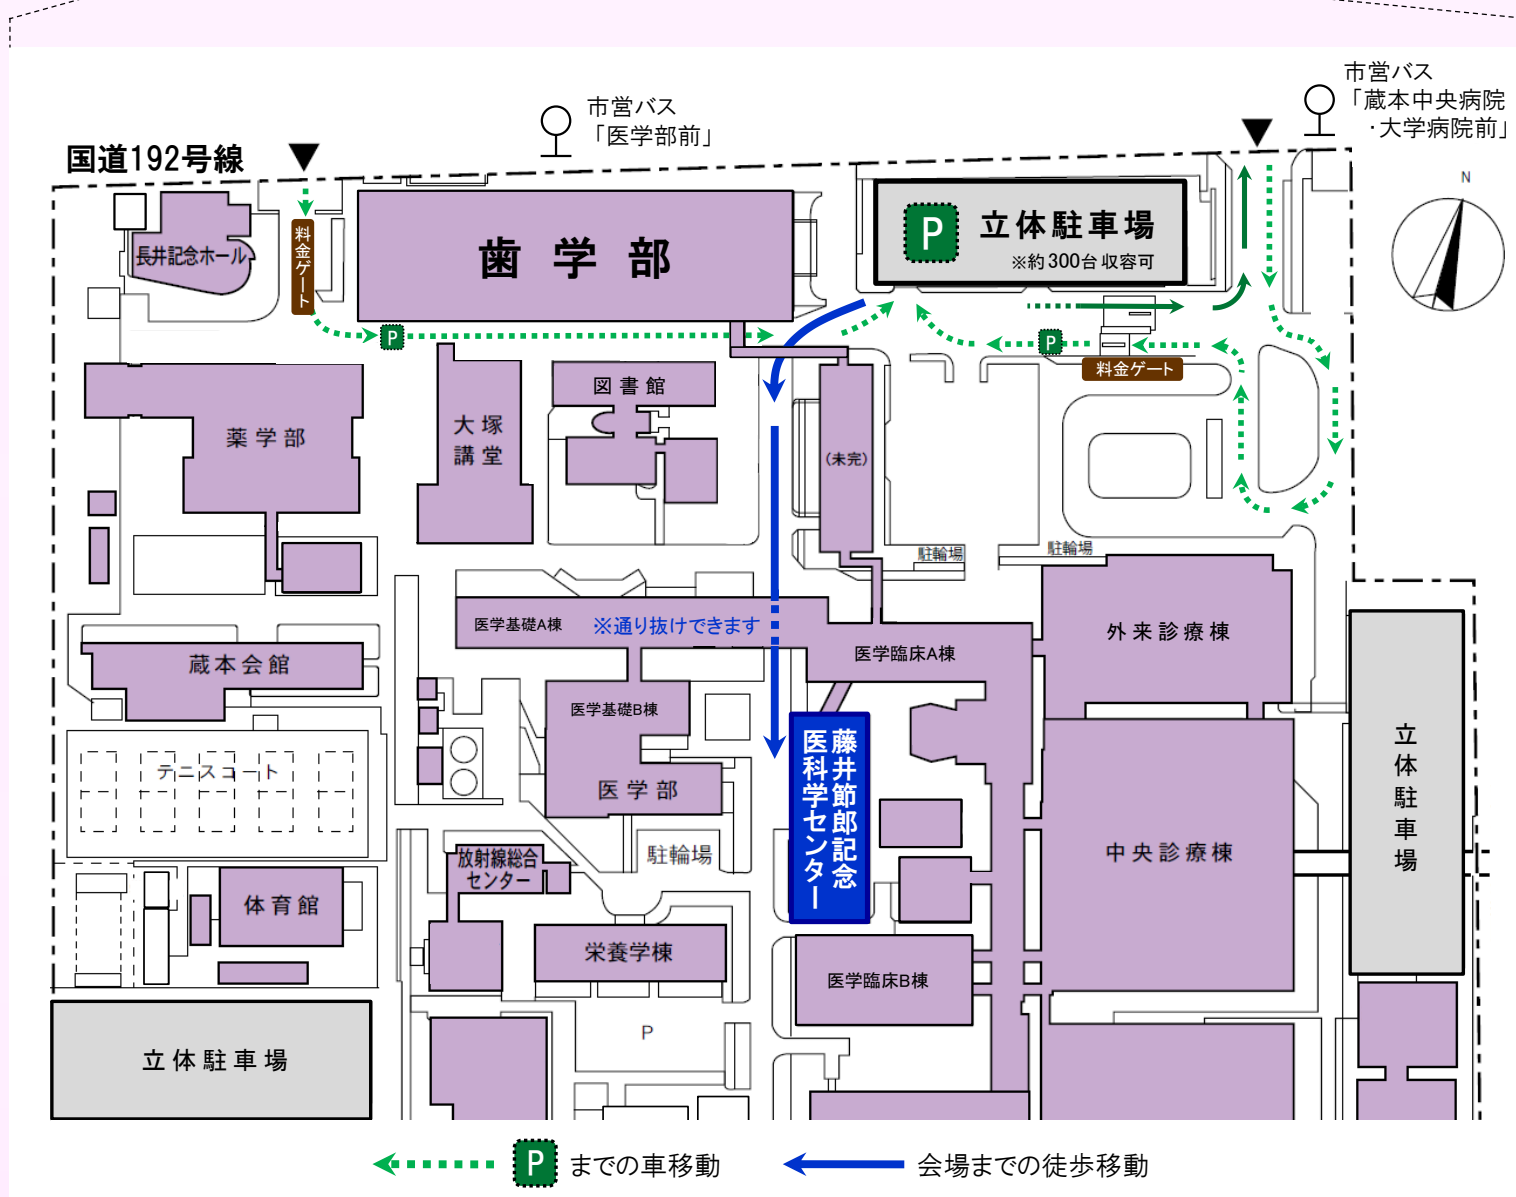 市営バス
「蔵本中央病院
・大学病院前」
市営バス
「医学部前」
国道192号線
N
長井記念ホール
料金ゲート
歯学部
P
立体駐車場
※約300台収容可
P
P
料金ゲート
図書館
大塚
講堂
薬学部
(未完)
駐輪場
駐輪場
医学基礎A棟
※通り抜けできます
外来診療棟
医学臨床A棟
蔵本会館
医学基礎B棟
藤井節郎記念
医科学センター
立体駐車場
テニスコート
医学部
放射線総合
センター
駐輪場
中央診療棟
体育館
栄養学棟
医学臨床B棟
P
立体駐車場
P
までの車移動
会場までの徒歩移動